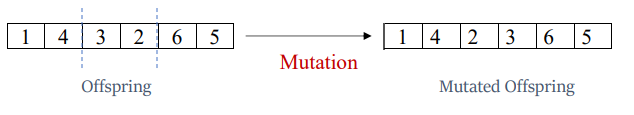 1 4 3 2 6 5
1 4 2 3 6 5
Mutation
Offspring
Mutated Offspring